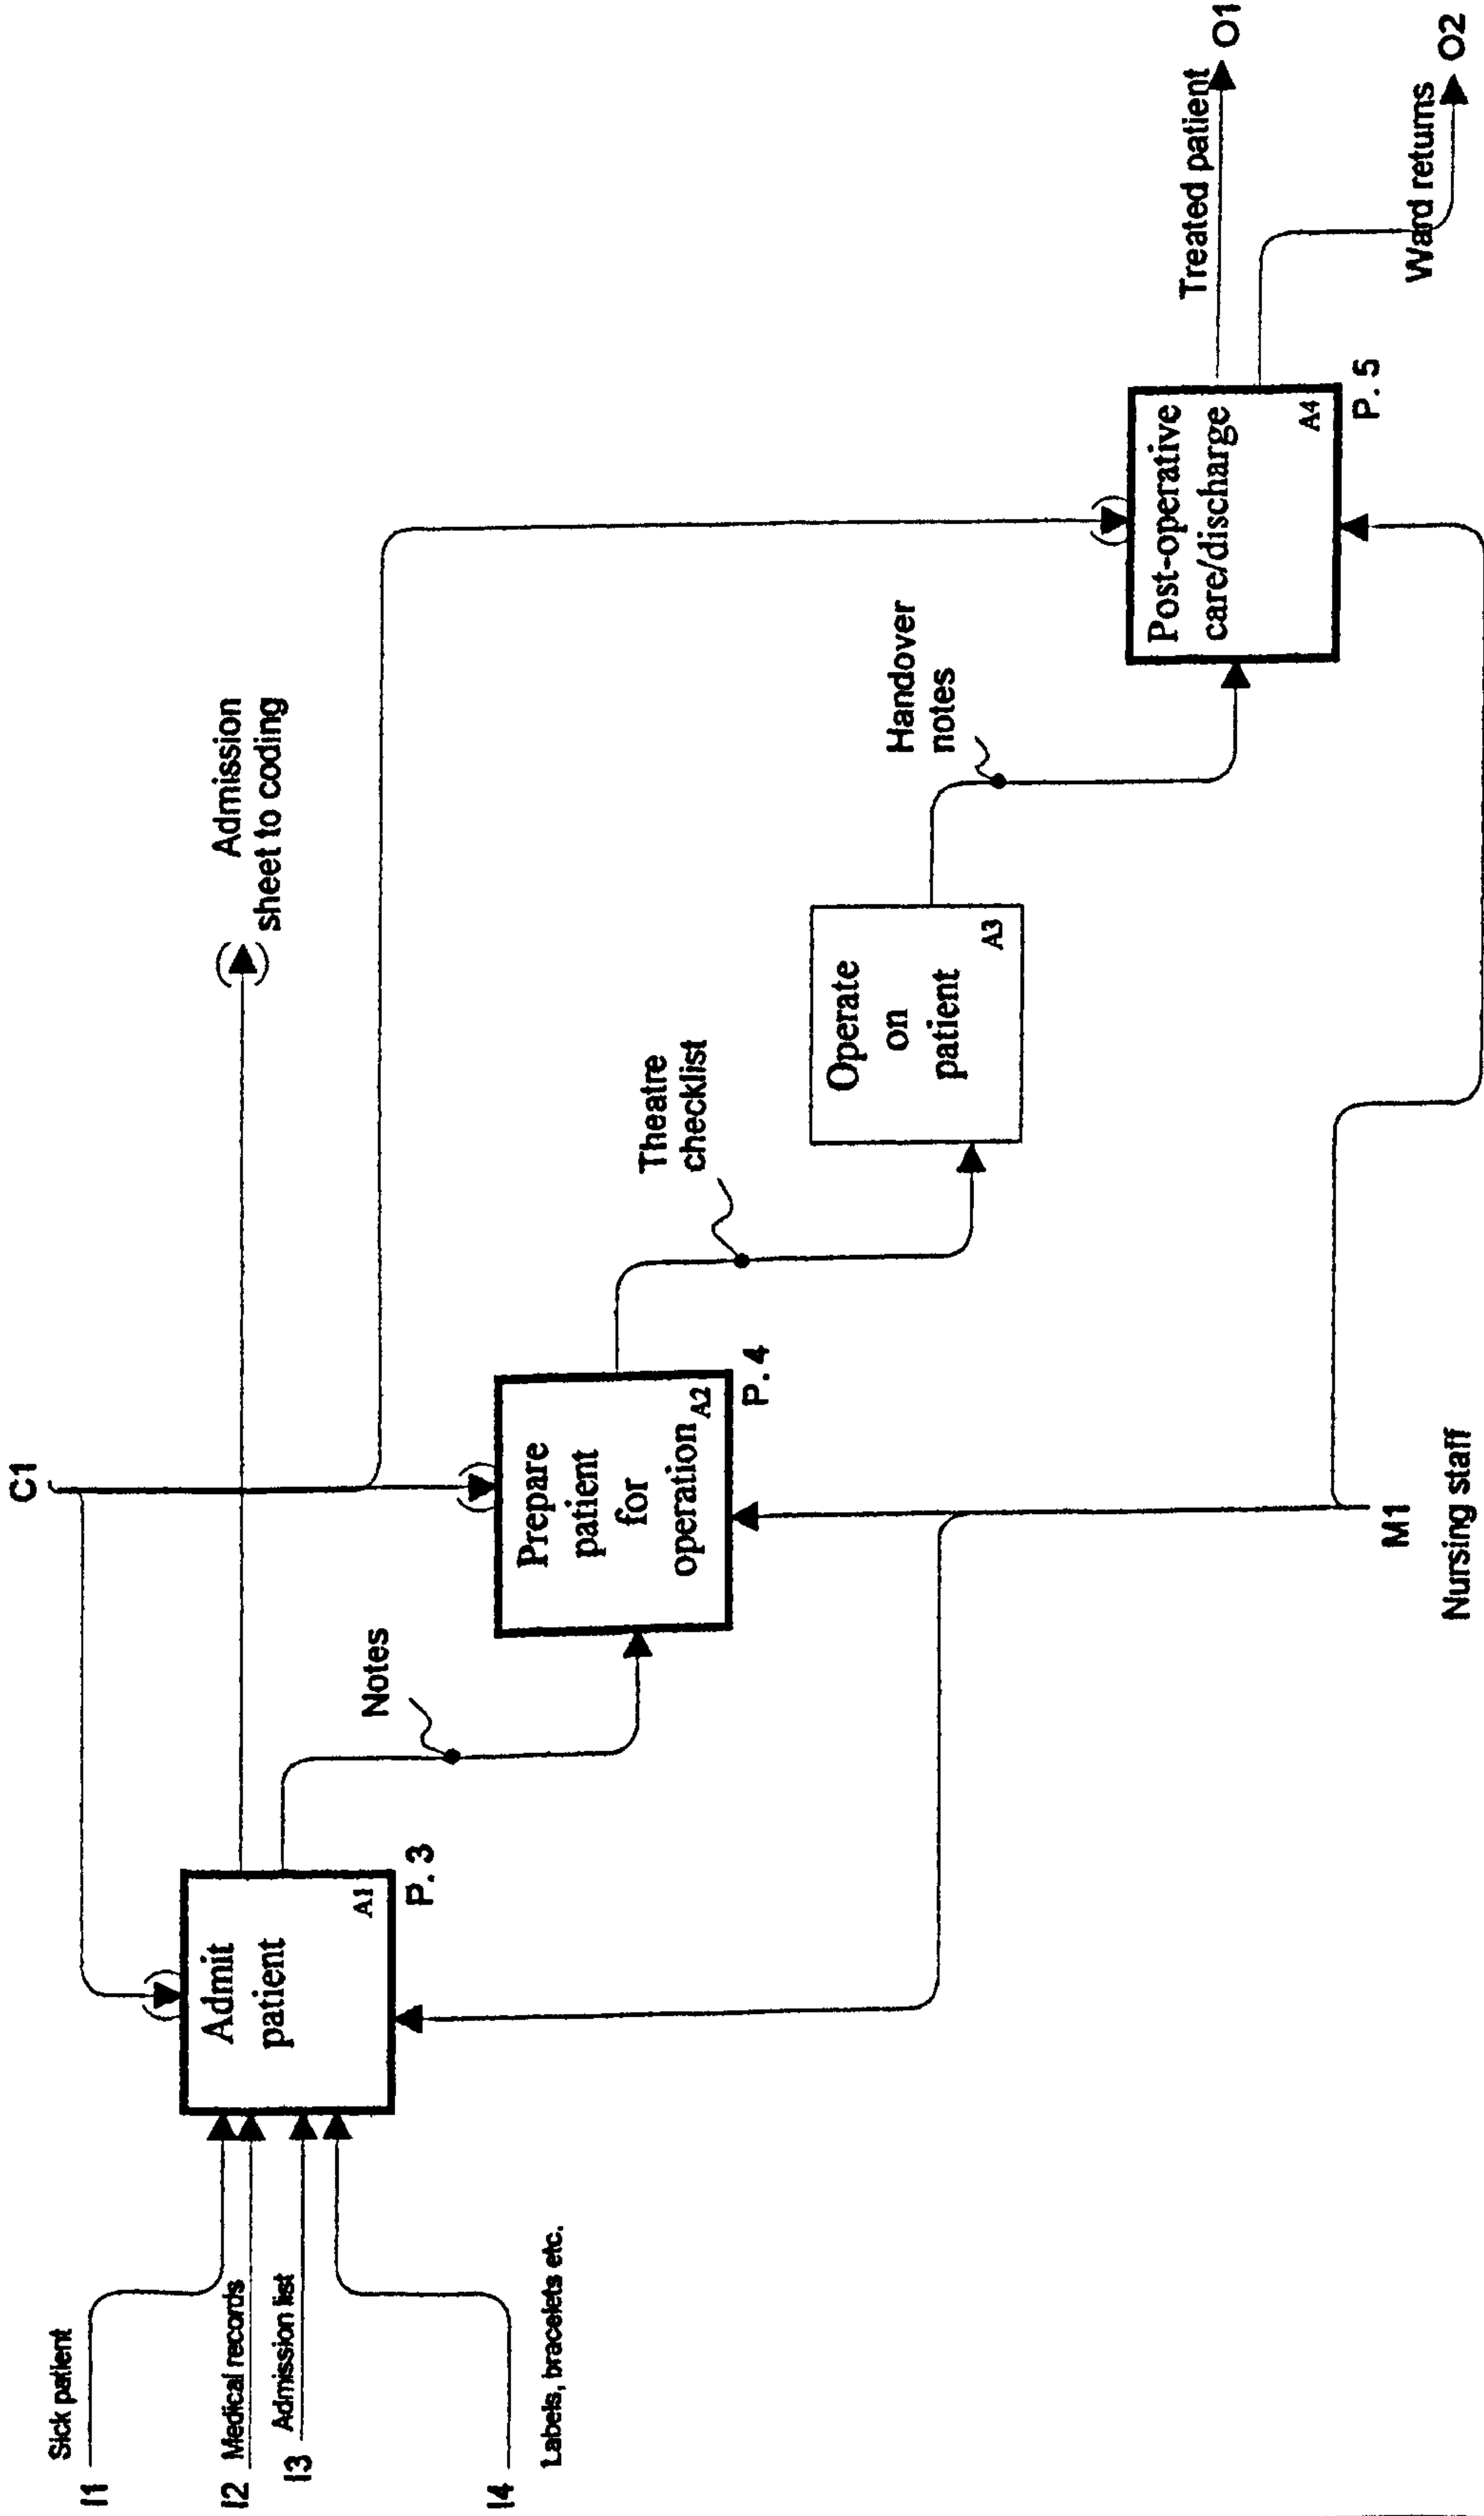 C1
I1
Sick patient
I2
Medical records
I3
Admission list
I4
Labels, bracelets etc.
Admit
patient
A1
P. 3
Admission
sheet to coding
Notes
Prepare
patient
for
operation
A2
P. 4
Theatre
checklist
Operate
on
patient
A3
Handover
notes
Post-operative
care/discharge
A4
P. 5
Treated patient
O1
Ward returns
O2
M1
Nursing staff